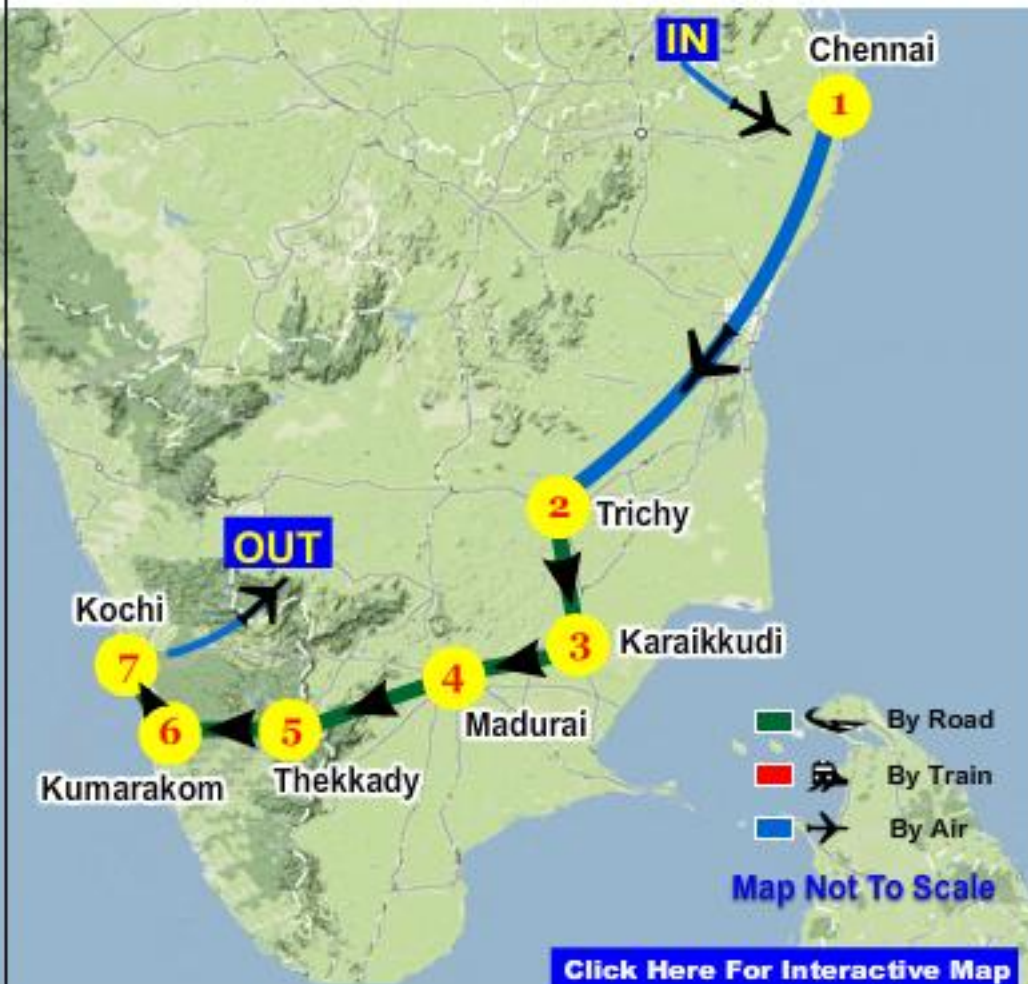 IN
Chennai
1
2
Trichy
OUT
Kochi
7
3
Karaikkudi
4
Madurai
5
Thekkady
6
Kumarakom
By Road
By Train
By Air
Map Not To Scale
Click Here For Interactive Map